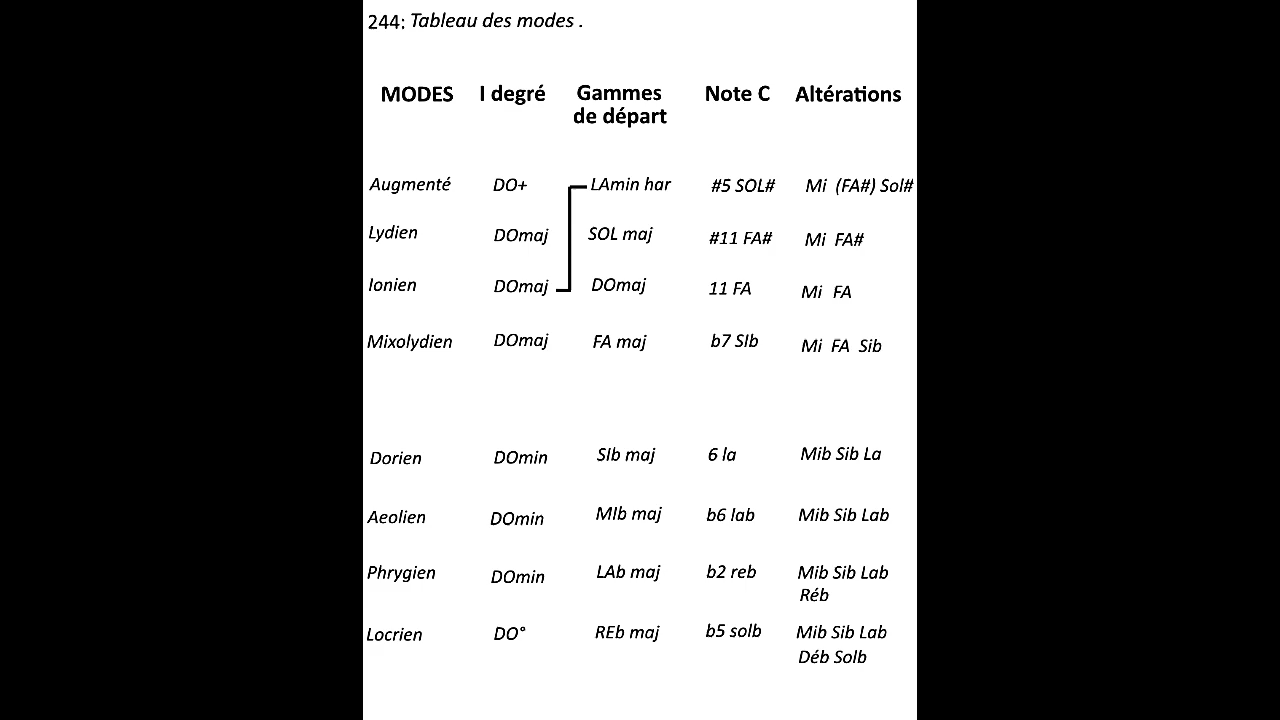 244: Tableau des modes .
MODES I degré Gammes Note C Altérations
de départ
Augmenté DO+ LAmin har #5 SOL# Mi (FA#) Sol#
Lydien DOmaj SOL maj #11 FA# Mi FA#
Ionien DOmaj DOmaj 11 FA Mi FA
Mixolydien DOmaj FA maj b7 SIb Mi FA Sib
Dorien DOmin SIb maj 6 la Mib Sib La
Aeolien DOmin MIb maj b6 lab Mib Sib Lab
Phrygien DOmin LAb maj b2 reb Mib Sib Lab
Réb
Locrien DO° REb maj b5 solb Mib Sib Lab
Déb Solb